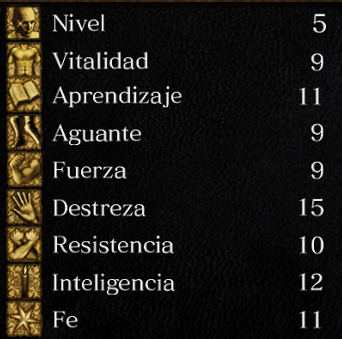 Nivel 5
Vitalidad 9
Aprendizaje 11
Aguante 9
Fuerza 9
Destreza 15
Resistencia 10
Inteligencia 12
Fe 11